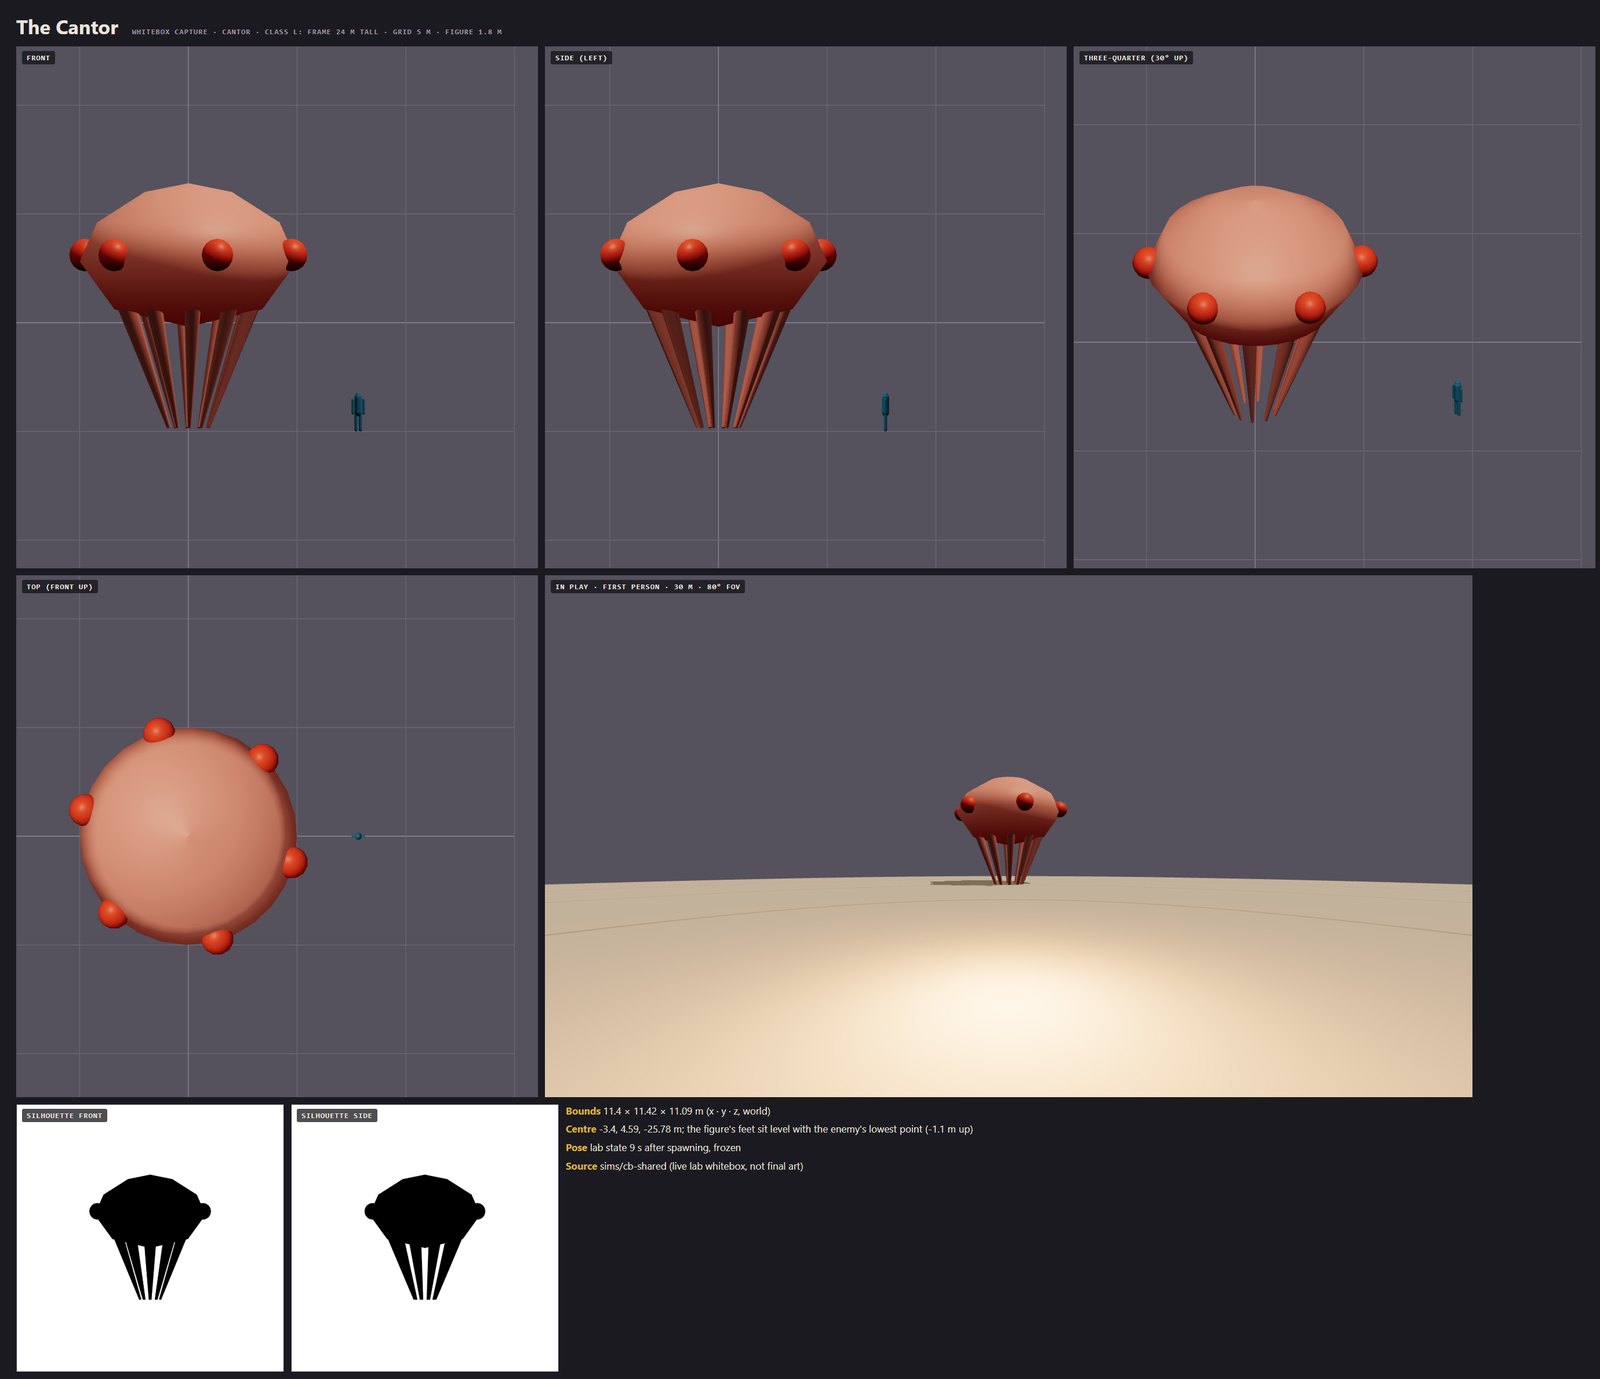 The Cantor WHITEBOX CAPTURE · CANTOR · CLASS L: FRAME 24 M TALL · GRID 5 M · FIGURE 1.8 M
FRONT
SIDE (LEFT)
THREE-QUARTER (30° UP)
TOP (FRONT UP)
IN PLAY · FIRST PERSON · 30 M · 80° FOV
SILHOUETTE FRONT
SILHOUETTE SIDE
Bounds 11.4 × 11.42 × 11.09 m (x · y · z, world)
Centre -3.4, 4.59, -25.78 m; the figure's feet sit level with the enemy's lowest point (-1.1 m up)
Pose lab state 9 s after spawning, frozen
Source sims/cb-shared (live lab whitebox, not final art)